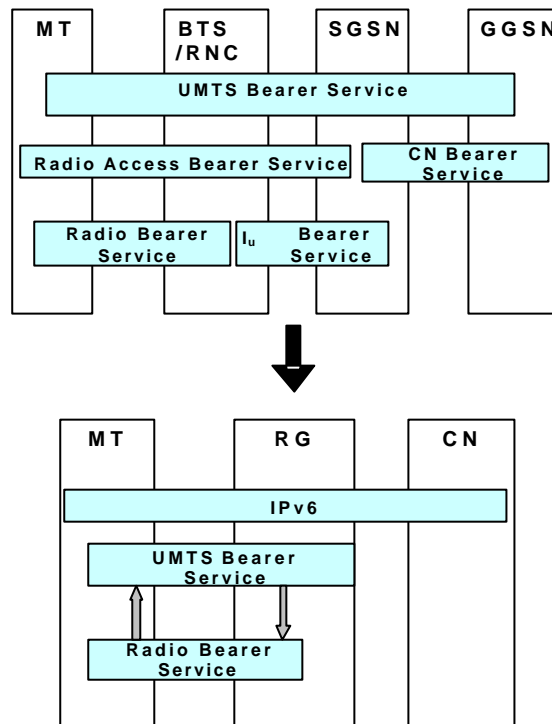 MT BTS /RNC SGSN GGSN
UMTS Bearer Service
Radio Access Bearer Service
CN Bearer
Service
Radio Bearer
Service
Iu Bearer
Service
MT RG CN
IPv6
UMTS Bearer
Service
Radio Bearer
Service